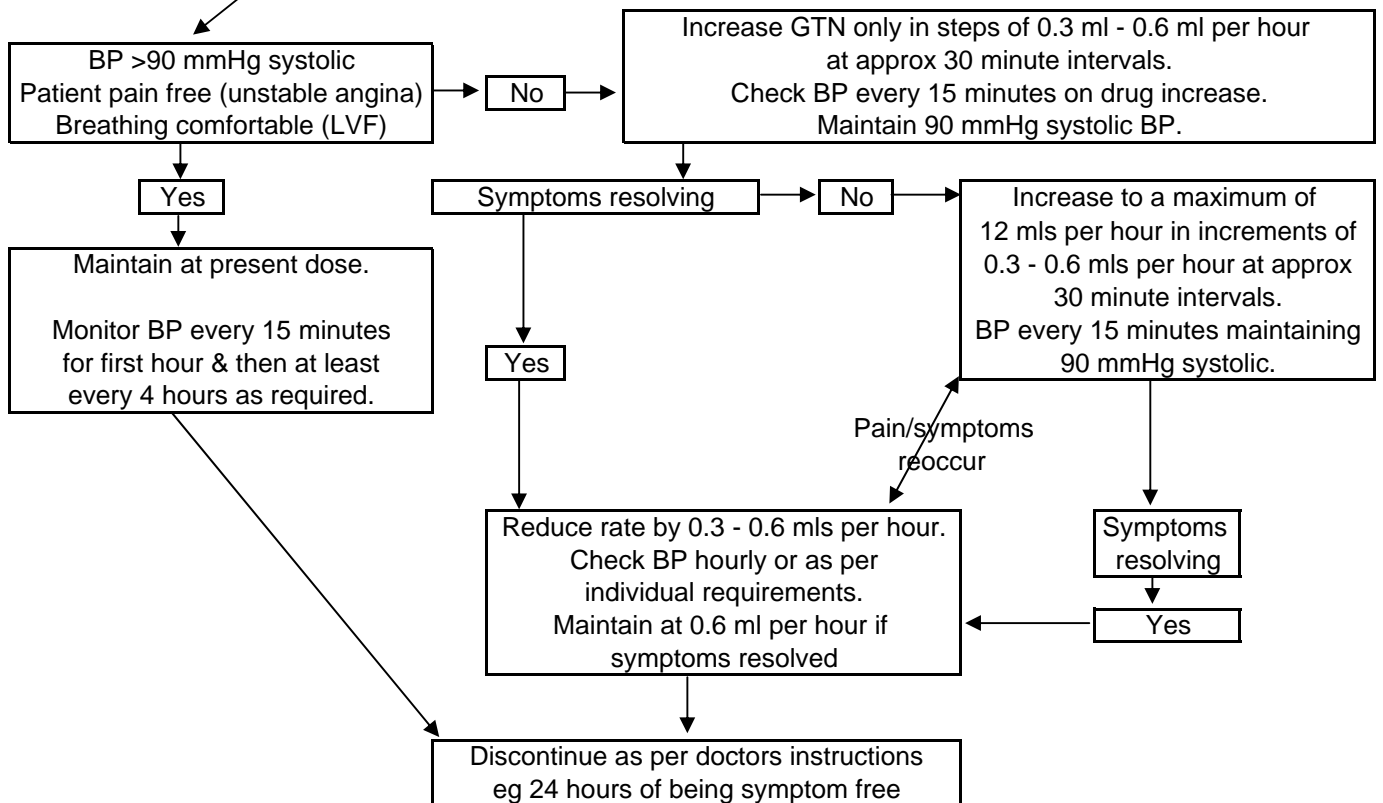 BP >90 mmHg systolic
Patient pain free (unstable angina)
Breathing comfortable (LVF)
No
Increase GTN only in steps of 0.3 ml - 0.6 ml per hour
at approx 30 minute intervals.
Check BP every 15 minutes on drug increase.
Maintain 90 mmHg systolic BP.
Yes
Symptoms resolving
No
Increase to a maximum of
12 mls per hour in increments of
0.3 - 0.6 mls per hour at approx
30 minute intervals.
BP every 15 minutes maintaining
90 mmHg systolic.
Maintain at present dose.
Monitor BP every 15 minutes
for first hour & then at least
every 4 hours as required.
Yes
Pain/symptoms
reoccur
Reduce rate by 0.3 - 0.6 mls per hour.
Check BP hourly or as per
individual requirements.
Maintain at 0.6 ml per hour if
symptoms resolved
Symptoms
resolving
Yes
Discontinue as per doctors instructions
eg 24 hours of being symptom free